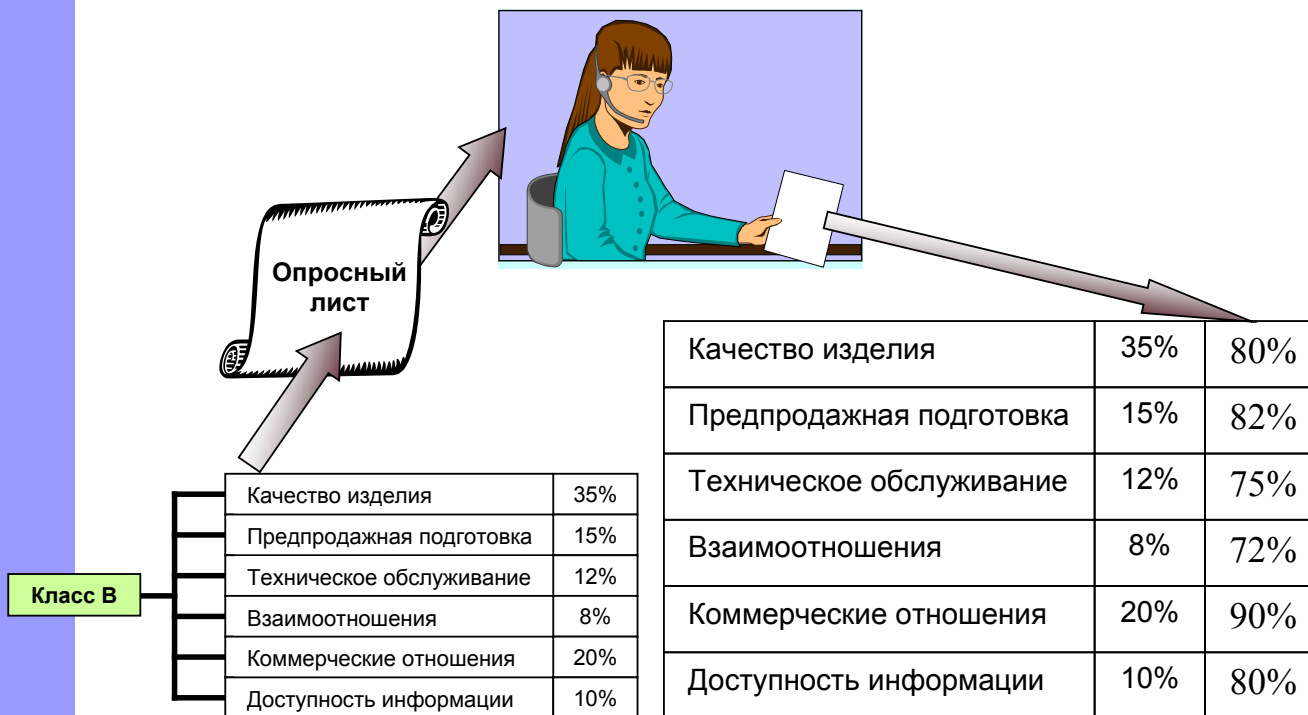 Опросный
лист
Класс B
Качество изделия 35%
Предпродажная подготовка 15%
Техническое обслуживание 12%
Взаимоотношения 8%
Коммерческие отношения 20%
Доступность информации 10%
Качество изделия 35% 80%
Предпродажная подготовка 15% 82%
Техническое обслуживание 12% 75%
Взаимоотношения 8% 72%
Коммерческие отношения 20% 90%
Доступность информации 10% 80%